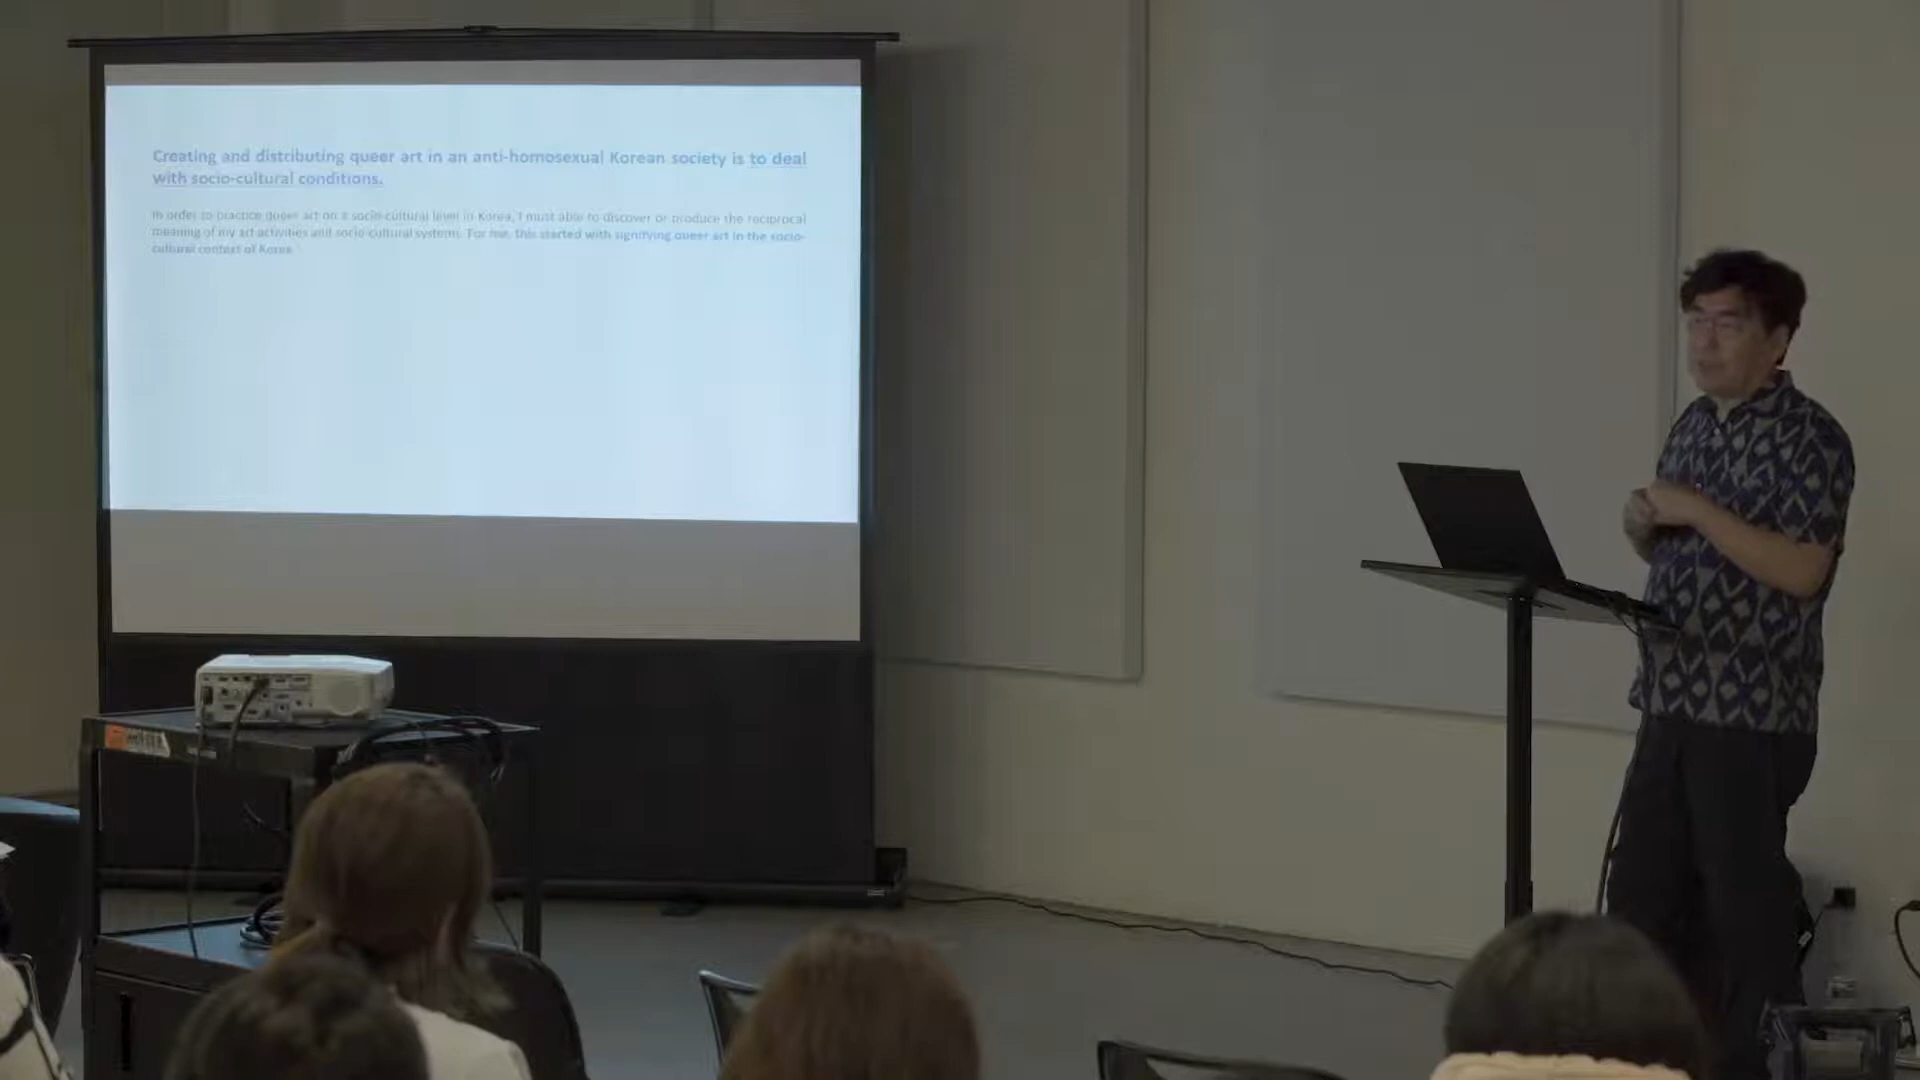 Creating and distributing queer art in an anti-homosexual Korean society is to deal
with socio-cultural conditions.
In order to practice queer art on a socio-cultural level in Korea, I must able to discover or produce the reciprocal
meaning of my art activities and socio-cultural systems. For me, this started with signifying queer art in the socio-
cultural context of Korea.